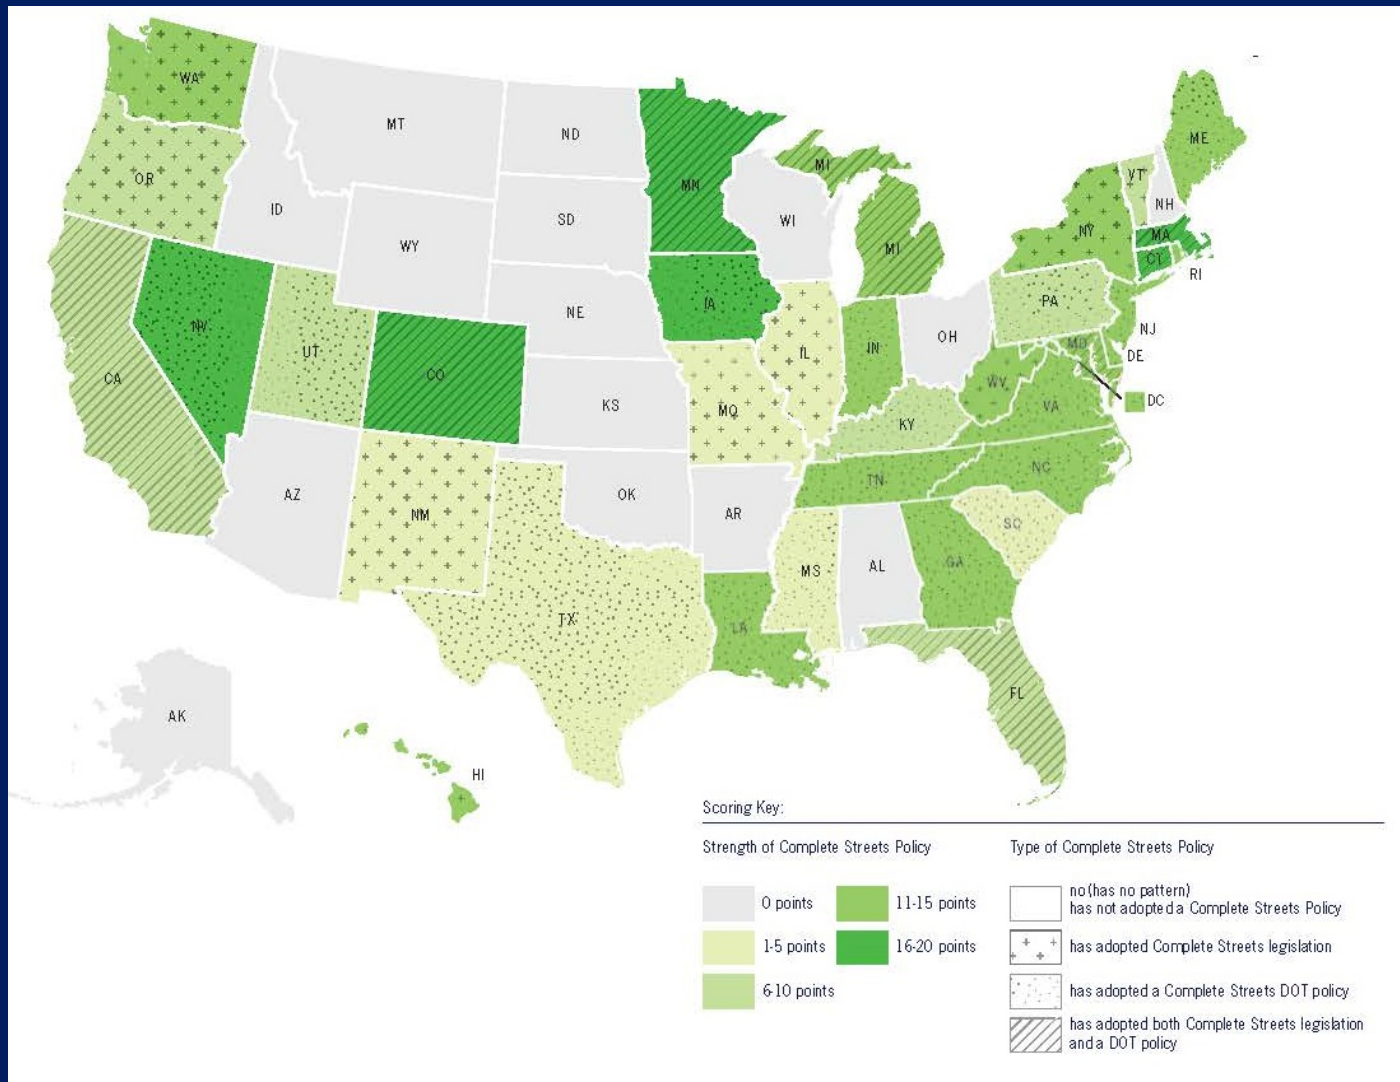 WA
MT
ND
MN
ME
OR
ID
SD
WI
MI
VT
NH
WY
MI
NY
MA
CT
RI
NE
IA
PA
NV
UT
CO
IL
IN
OH
NJ
MD
DE
CA
KS
MO
WV
VA
DC
KY
AZ
NM
OK
AR
TN
NC
SC
MS
AL
GA
TX
LA
FL
AK
HI
Scoring Key:
Strength of Complete Streets Policy
0 points
11-15 points
1-5 points
16-20 points
6-10 points
Type of Complete Streets Policy
no (has no pattern)
has not adopted a Complete Streets Policy
has adopted Complete Streets legislation
has adopted a Complete Streets DOT policy
has adopted both Complete Streets legislation
and a DOT policy